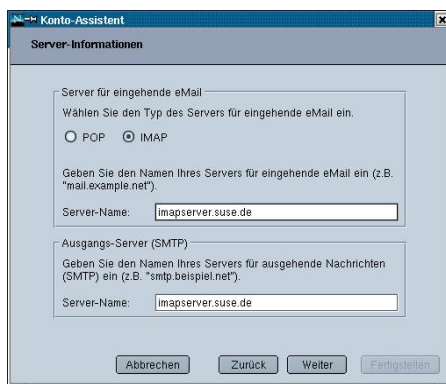 Konto-Assistent
Server-Informationen
Server für eingehende eMail
Wählen Sie den Typ des Servers für eingehende eMail ein.
POP IMAP
Geben Sie den Namen Ihres Servers für eingehende eMail ein (z.B.
"mail.example.net").
Server-Name: imapserver.suse.de
Ausgangs-Server (SMTP)
Geben Sie den Namen Ihres Servers für ausgehende Nachrichten
(SMTP) ein (z.B. "smtp.beispiel.net").
Server-Name: imapserver.suse.de
Abbrechen Zurück Weiter Fertigstellen